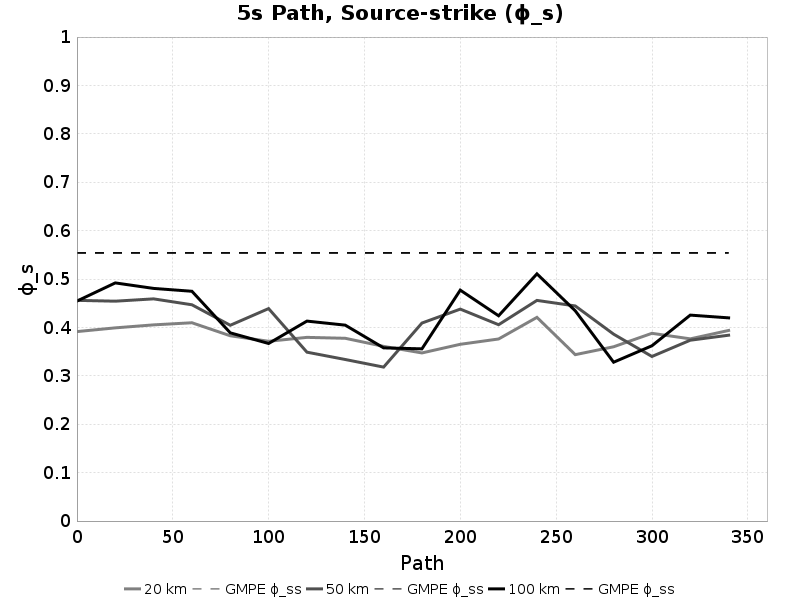 5s Path, Source-strike (ϕ_s)
1
0.9
0.8
0.7
0.6
0.5
0.4
0.3
0.2
0.1
0
ϕ_s
0 50 100 150 200 250 300 350
Path
20 km GMPE ϕ_ss 50 km GMPE ϕ_ss 100 km GMPE ϕ_ss